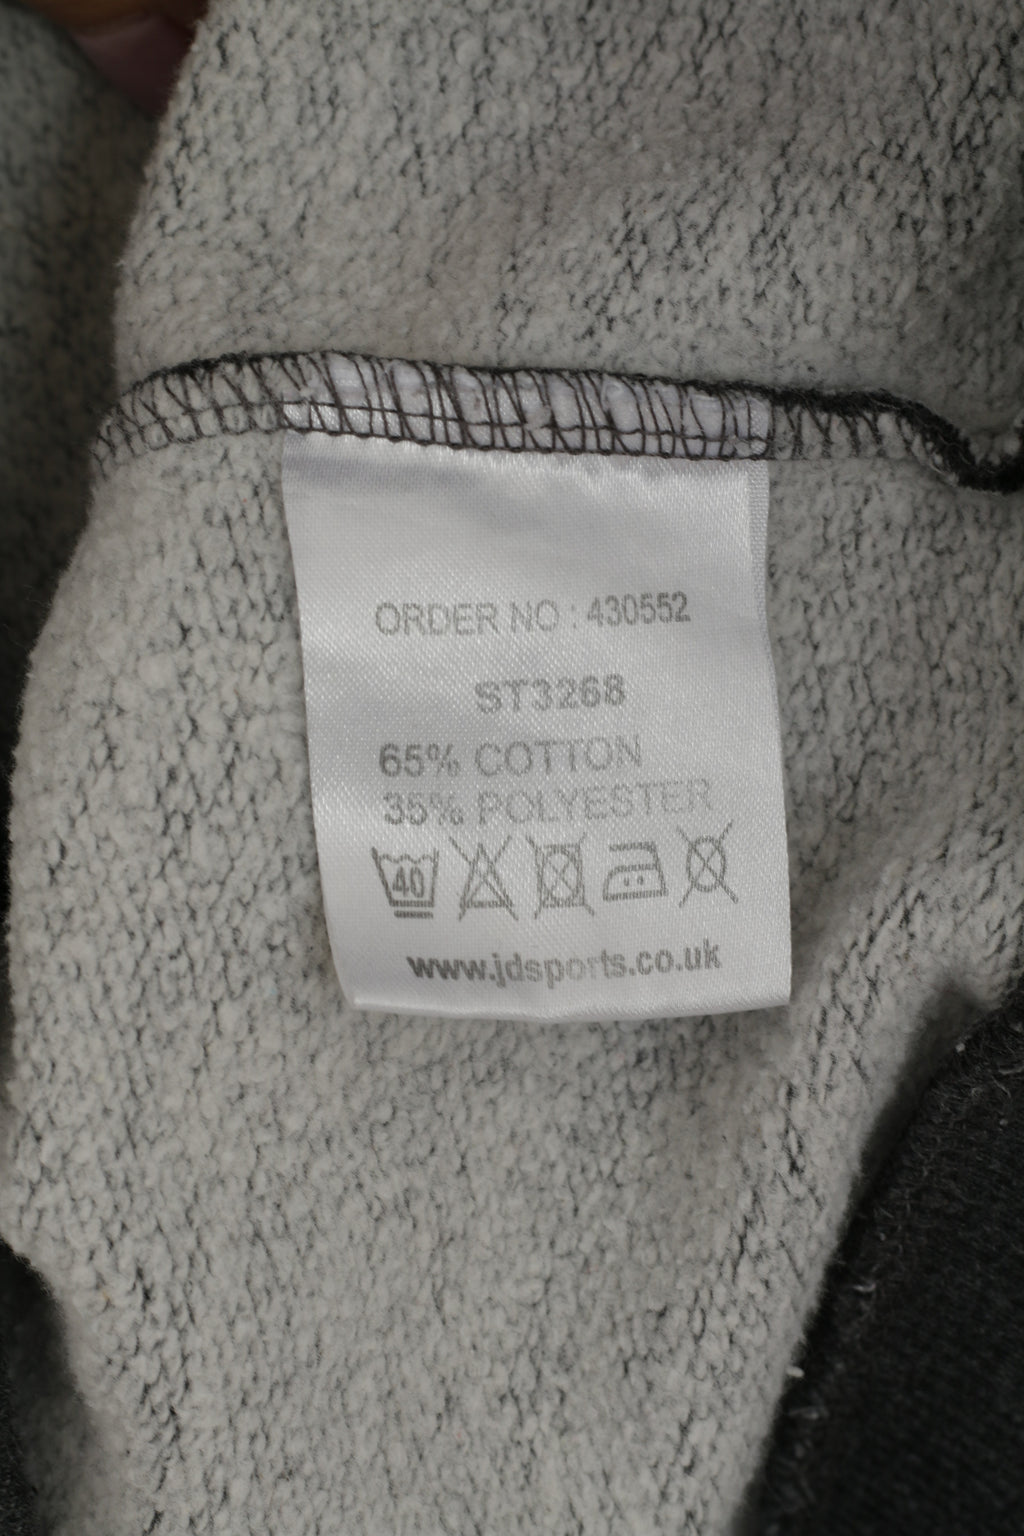 ORDER NO : 430552
ST3268
65% COTTON
35% POLYESTER
40
www.jdsports.co.uk